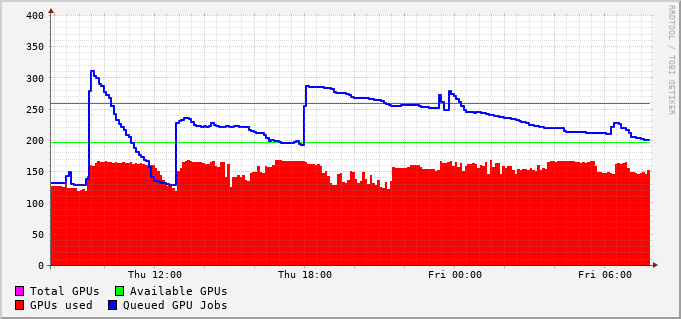 400
350
300
250
200
150
100
50
0
Thu 12:00 Thu 18:00 Fri 00:00 Fri 06:00
Total GPUs Available GPUs
GPUs used Queued GPU Jobs
RRDTOOL / TOBI OETIKER